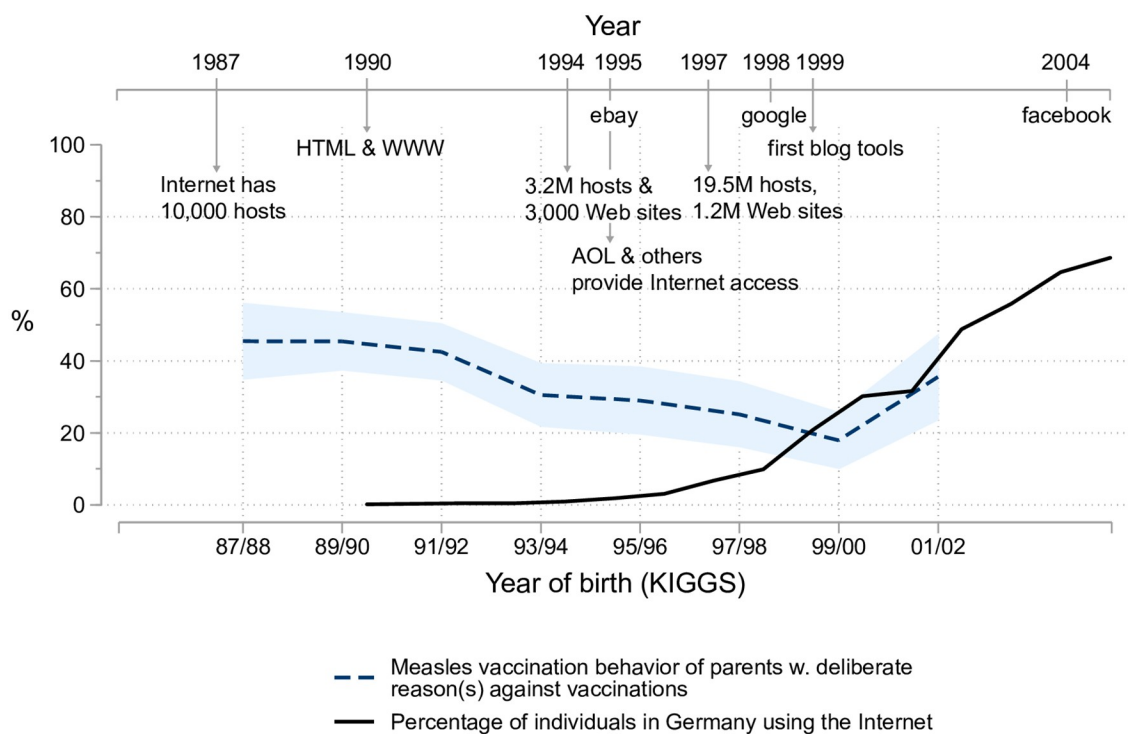 Year
1987 1990 1994 1995 1997 1998 1999 2004
ebay google facebook
HTML & WWW
first blog tools
Internet has
10,000 hosts
3.2M hosts &
3,000 Web sites
19.5M hosts,
1.2M Web sites
AOL & others
provide Internet access
100
80
60
40
20
0
%
87/88 89/90 91/92 93/94 95/96 97/98 99/00 01/02
Year of birth (KIGGS)
Measles vaccination behavior of parents w. deliberate
reason(s) against vaccinations
Percentage of individuals in Germany using the Internet